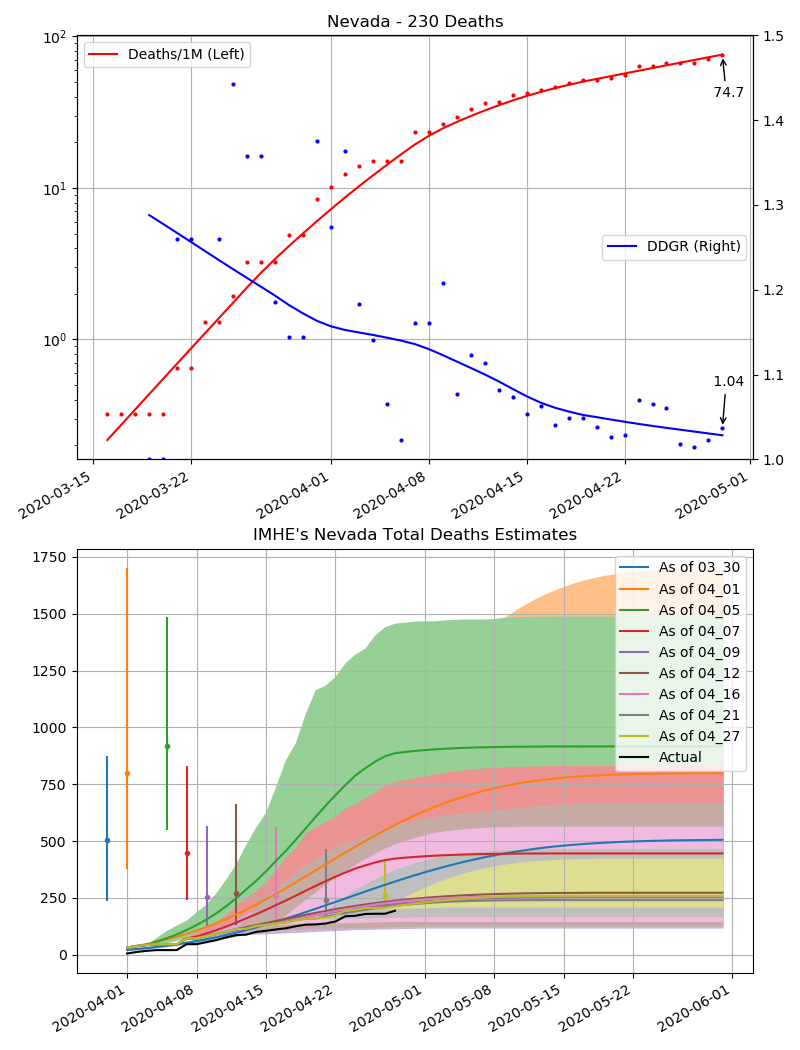 Nevada - 230 Deaths
10²
10¹
10⁰
Deaths/1M (Left)
DDGR (Right)
74.7
1.04
1.5
1.4
1.3
1.2
1.1
1.0
2020-03-15
2020-03-22
2020-04-01
2020-04-08
2020-04-15
2020-04-22
2020-05-01
IMHE's Nevada Total Deaths Estimates
1750
1500
1250
1000
750
500
250
0
As of 03_30
As of 04_01
As of 04_05
As of 04_07
As of 04_09
As of 04_12
As of 04_16
As of 04_21
As of 04_27
Actual
2020-04-01
2020-04-08
2020-04-15
2020-04-22
2020-05-01
2020-05-08
2020-05-15
2020-05-22
2020-06-01